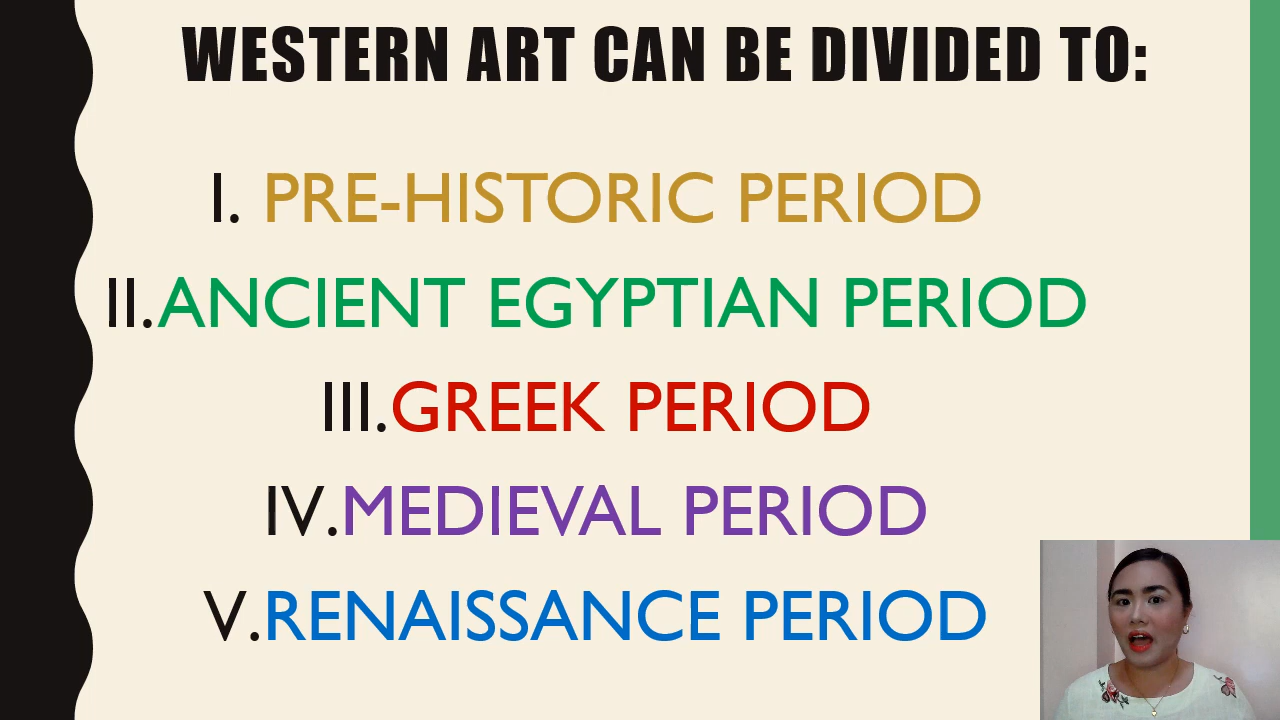 WESTERN ART CAN BE DIVIDED TO:
I. PRE-HISTORIC PERIOD
II.ANCIENT EGYPTIAN PERIOD
III.GREEK PERIOD
IV.MEDIEVAL PERIOD
V.RENAISSANCE PERIOD